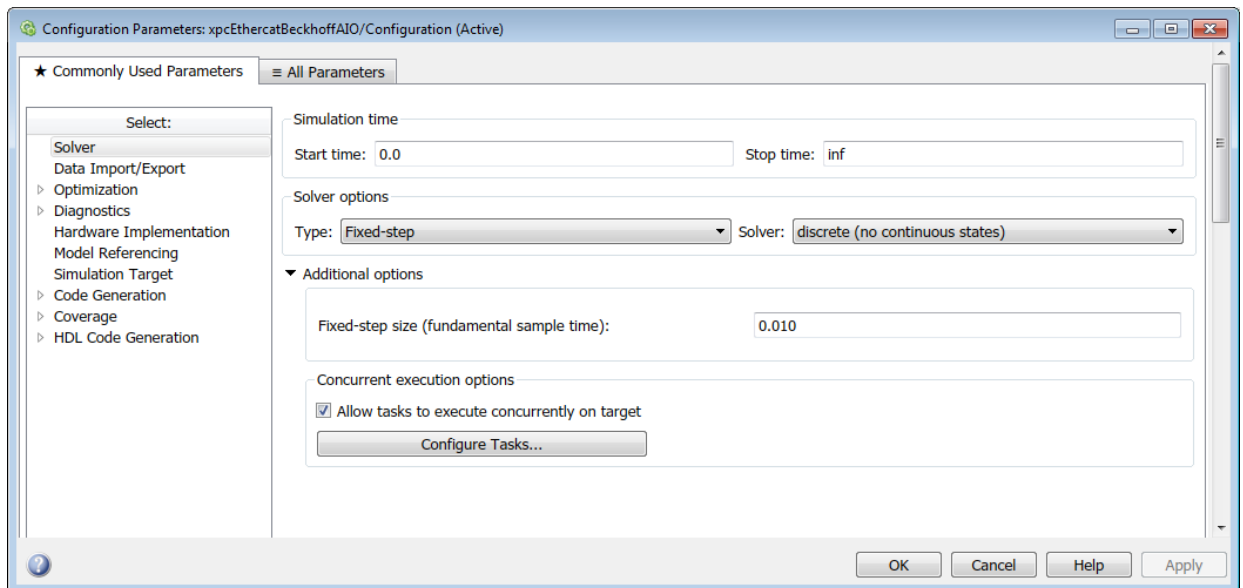 Configuration Parameters: xpcEthercatBeckhoffAIO/Configuration (Active)
★ Commonly Used Parameters
≡ All Parameters
Select:
Solver
Data Import/Export
Optimization
Diagnostics
Hardware Implementation
Model Referencing
Simulation Target
Code Generation
Coverage
HDL Code Generation
Simulation time
Start time: 0.0 Stop time: inf
Solver options
Type: Fixed-step Solver: discrete (no continuous states)
Additional options
Fixed-step size (fundamental sample time): 0.010
Concurrent execution options
Allow tasks to execute concurrently on target
Configure Tasks...
OK Cancel Help Apply